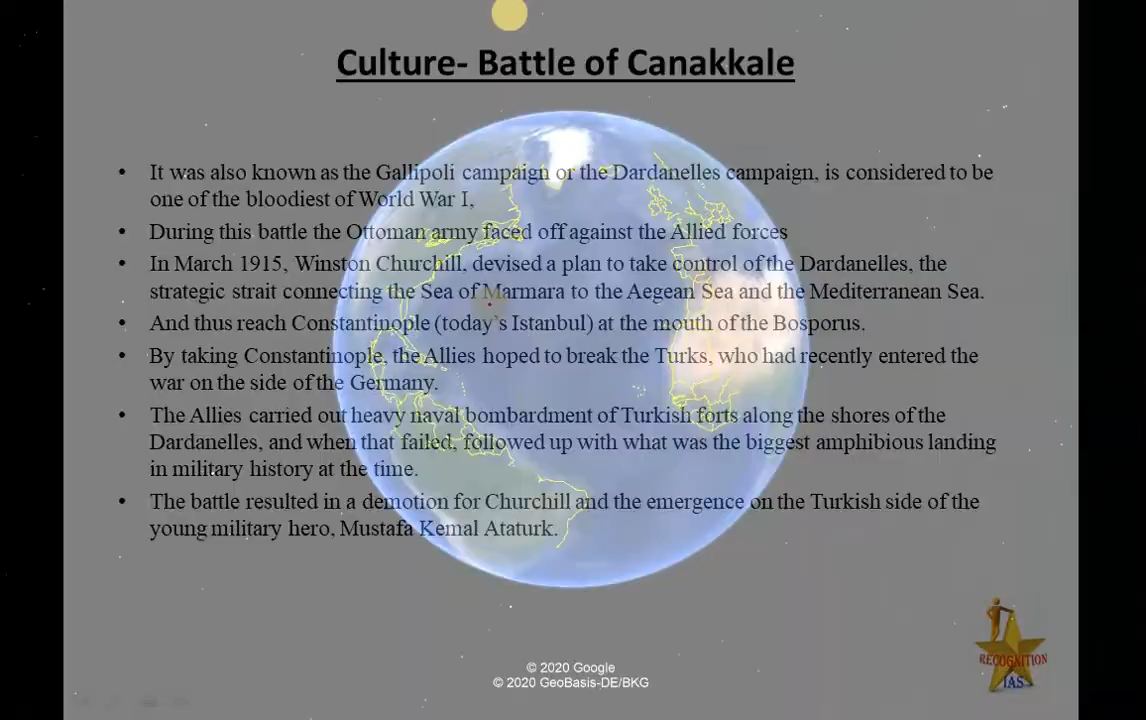 Culture- Battle of Canakkale
• It was also known as the Gallipoli campaign or the Dardanelles campaign, is considered to be
one of the bloodiest of World War I,
• During this battle the Ottoman army faced off against the Allied forces
• In March 1915, Winston Churchill, devised a plan to take control of the Dardanelles, the
strategic strait connecting the Sea of Marmara to the Aegean Sea and the Mediterranean Sea.
• And thus reach Constantinople (today`s Istanbul) at the mouth of the Bosporus.
• By taking Constantinople, the Allies hoped to break the Turks, who had recently entered the
war on the side of the Germany.
• The Allies carried out heavy naval bombardment of Turkish forts along the shores of the
Dardanelles, and when that failed, followed up with what was the biggest amphibious landing
in military history at the time.
• The battle resulted in a demotion for Churchill and the emergence on the Turkish side of the
young military hero, Mustafa Kemal Ataturk.
RECOGNITION
IAS
© 2020 Google
© 2020 GeoBasis-DE/BKG